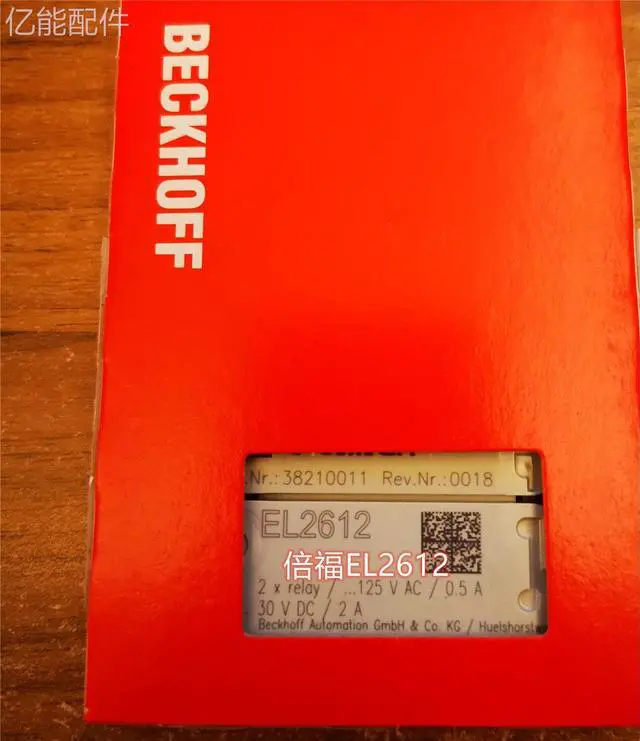 亿能配件
BECKHOFF
.Nr.:38210011 Rev.Nr.:0018
EL2612
倍福EL2612
2 x relay / ...125 V AC / 0.5 A
30 V DC / 2 A
Beckhoff Automation GmbH & Co. KG /